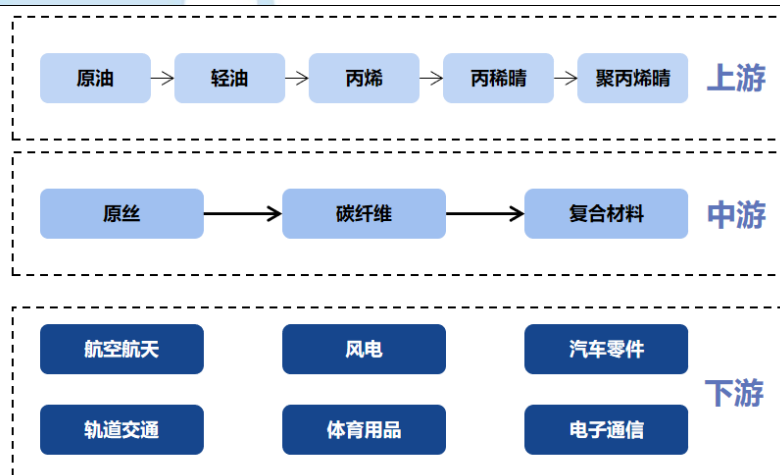 原油
轻油
丙烯
丙稀晴
聚丙烯晴
上游
原丝
碳纤维
复合材料
中游
航空航天
风电
汽车零件
下游
轨道交通
体育用品
电子通信